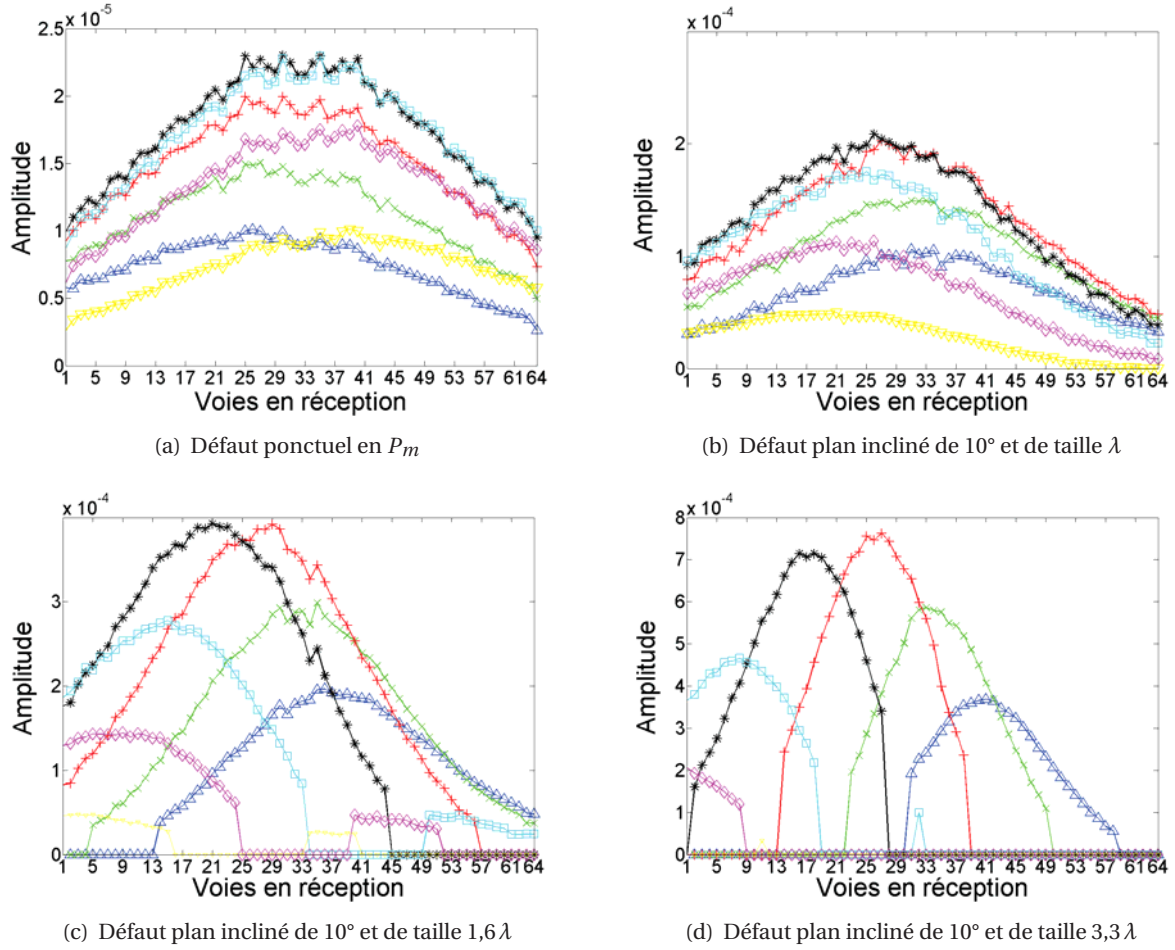 x 10⁻⁵
2.5
2
1.5
1
0.5
0
Amplitude
1 5 9 13 17 21 25 29 33 37 41 45 49 53 57 61 64
Voies en réception
(a) Défaut ponctuel en Pₘ
x 10⁻⁴
2
1
0
Amplitude
1 5 9 13 17 21 25 29 33 37 41 45 49 53 57 61 64
Voies en réception
(b) Défaut plan incliné de 10° et de taille λ
x 10⁻⁴
3
2
1
0
Amplitude
1 5 9 13 17 21 25 29 33 37 41 45 49 53 57 61 64
Voies en réception
(c) Défaut plan incliné de 10° et de taille 1,6 λ
x 10⁻⁴
8
7
6
5
4
3
2
1
0
Amplitude
1 5 9 13 17 21 25 29 33 37 41 45 49 53 59 61 64
Voies en réception
(d) Défaut plan incliné de 10° et de taille 3,3 λ